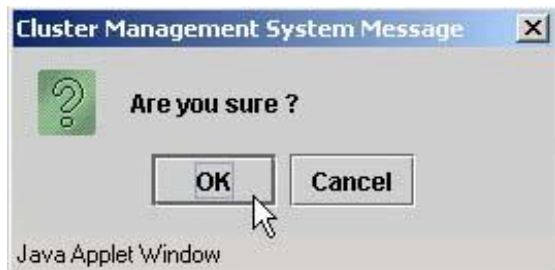 Cluster Management System Message
Are you sure ?
OK Cancel
Java Applet Window